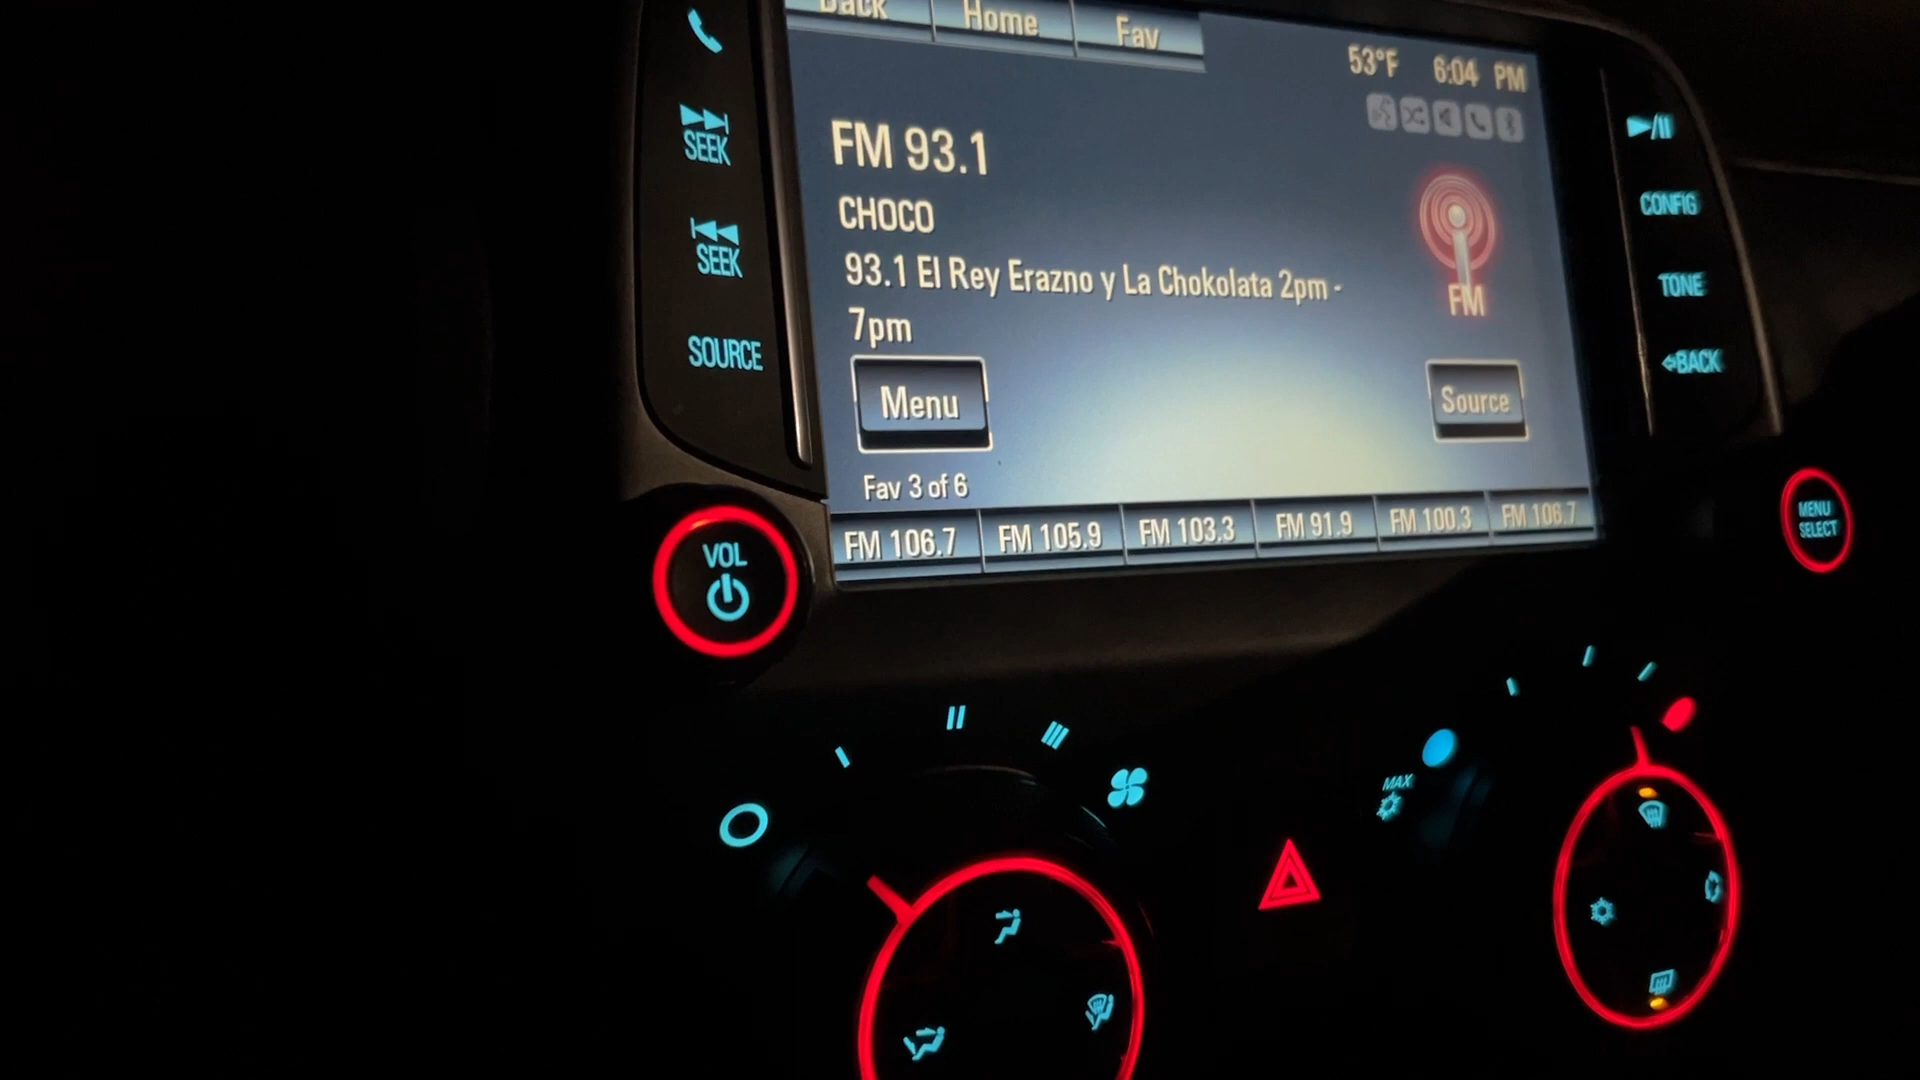 Back Home Fav
53°F 6:04 PM
FM 93.1
CHOCO
93.1 El Rey Erazno y La Chokolata 2pm -
7pm
FM
Menu
Source
Fav 3 of 6
FM 106.7 FM 105.9 FM 103.3 FM 91.9 FM 100.3 FM 106.7
SEEK
SEEK
SOURCE
VOL
CONFIG
TONE
BACK
MENU
SELECT
MAX